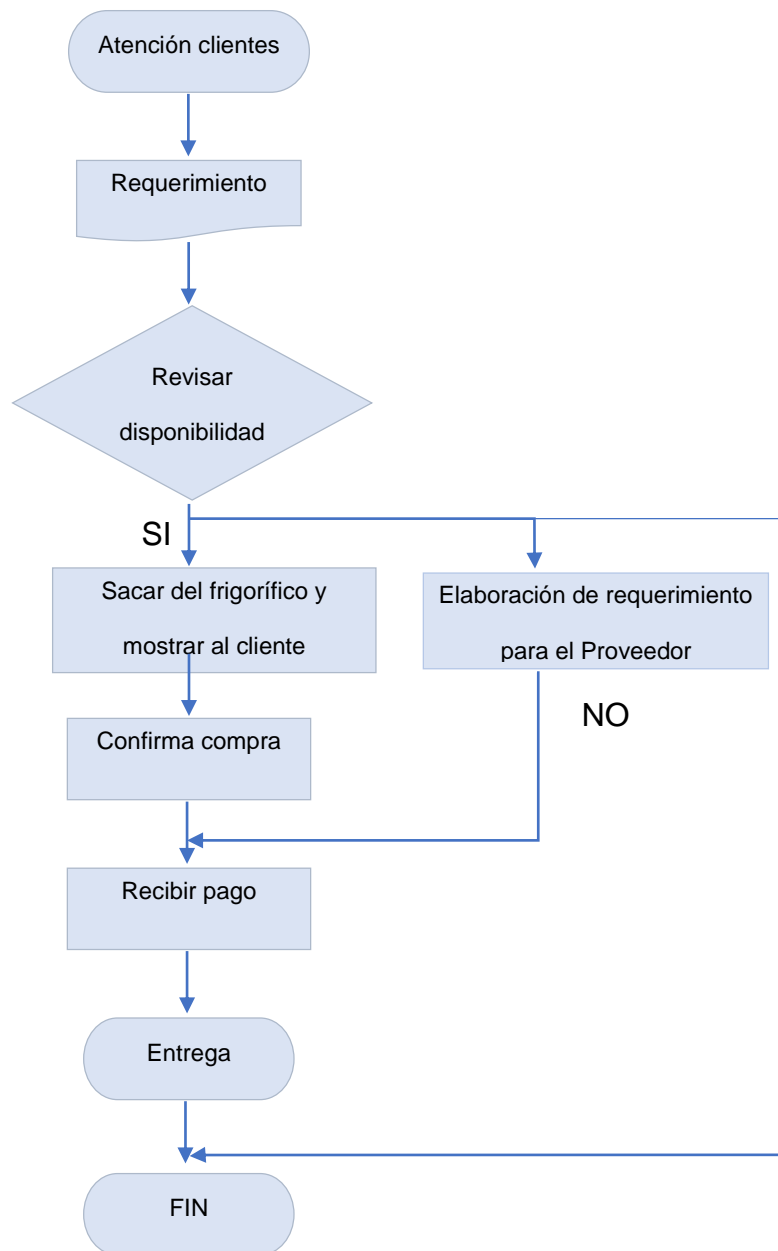 Atención clientes
Requerimiento
Revisar
disponibilidad
SI
Sacar del frigorífico y
mostrar al cliente
Elaboración de requerimiento
para el Proveedor
NO
Confirma compra
Recibir pago
Entrega
FIN